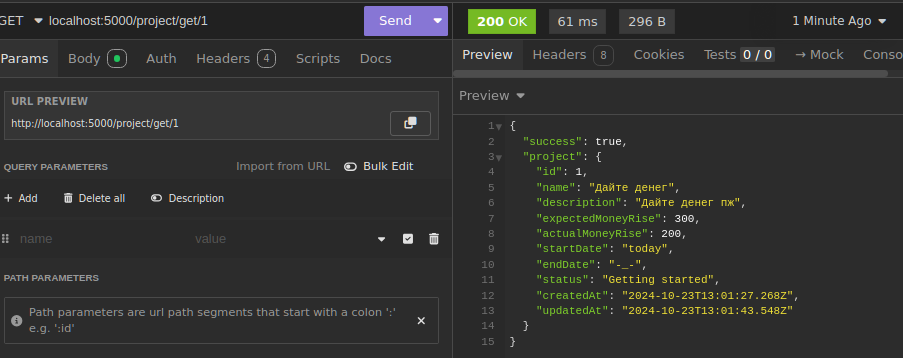 GET localhost:5000/project/get/1 Send 200 OK 61 ms 296 B 1 Minute Ago
Params Body Auth Headers 4 Scripts Docs
Preview Headers 8 Cookies Tests 0 / 0 → Mock Conso
URL PREVIEW
http://localhost:5000/project/get/1
QUERY PARAMETERS Import from URL Bulk Edit
+ Add Delete all Description
name value
PATH PARAMETERS
Path parameters are url path segments that start with a colon ':'
e.g. ':id'
Preview
1 {
2 "success": true,
3 "project": {
4 "id": 1,
5 "name": "Дайте денег",
6 "description": "Дайте денег пж",
7 "expectedMoneyRise": 300,
8 "actualMoneyRise": 200,
9 "startDate": "today",
10 "endDate": "-_-",
11 "status": "Getting started",
12 "createdAt": "2024-10-23T13:01:27.268Z",
13 "updatedAt": "2024-10-23T13:01:43.548Z"
14 }
15 }